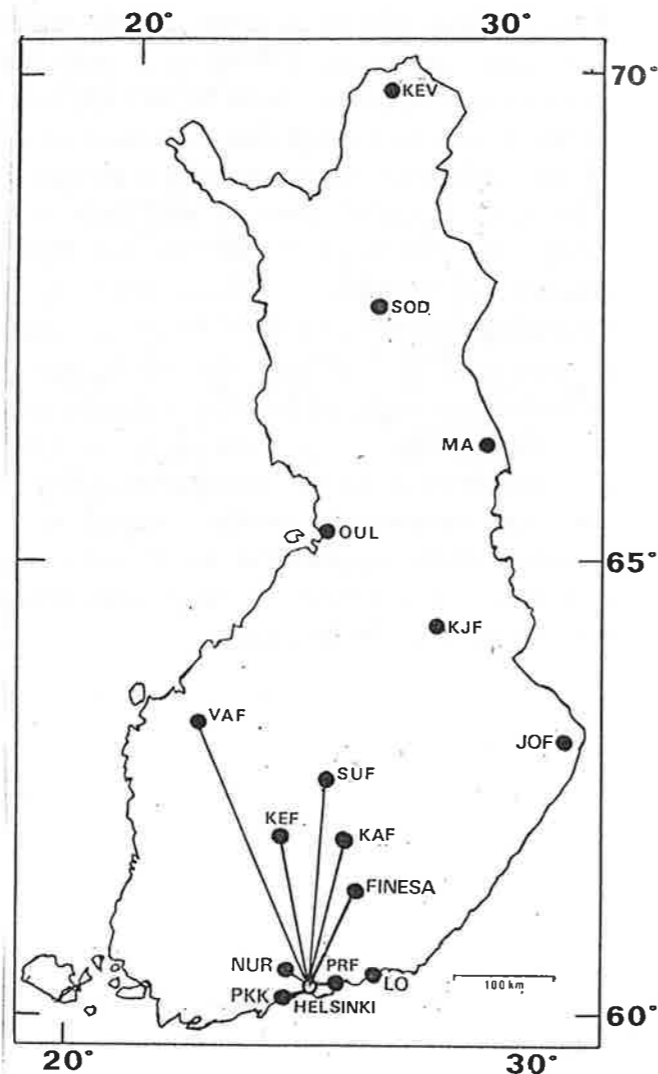 20° 30°
70°
KEV
SOD
MA
OUL
65°
KJF
VAF
JOF
SUF
KEF
KAF
FINESA
NUR
PRF
LO
PKK
HELSINKI
100 km
60°
20° 30°